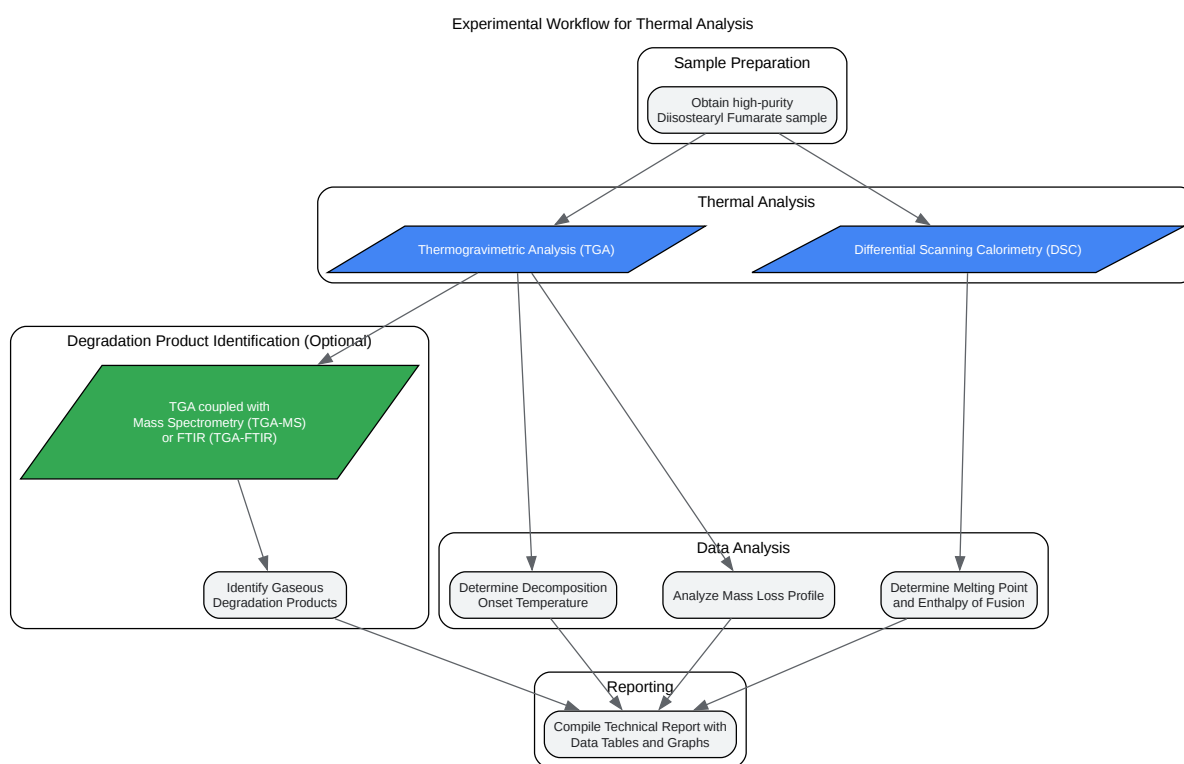 Experimental Workflow for Thermal Analysis
Sample Preparation
Obtain high-purity
Diisostearyl Fumarate sample
Thermal Analysis
Thermogravimetric Analysis (TGA)
Differential Scanning Calorimetry (DSC)
Degradation Product Identification (Optional)
TGA coupled with
Mass Spectrometry (TGA-MS)
or FTIR (TGA-FTIR)
Identify Gaseous
Degradation Products
Data Analysis
Determine Decomposition
Onset Temperature
Analyze Mass Loss Profile
Determine Melting Point
and Enthalpy of Fusion
Reporting
Compile Technical Report with
Data Tables and Graphs